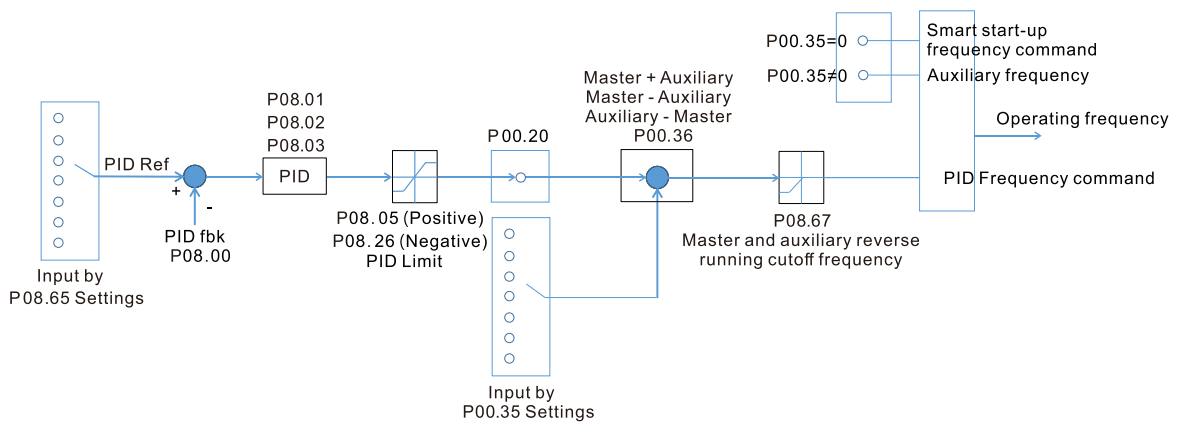 P00.35=0
Smart start-up
frequency command
P00.35≠0
Auxiliary frequency
Operating frequency
PID Frequency command
Master + Auxiliary
Master - Auxiliary
Auxiliary - Master
P00.36
P08.01
P08.02
P08.03
PID
P00.20
PID Ref
+
-
PID fbk
P08.00
P08.05 (Positive)
P08.26 (Negative)
PID Limit
P08.67
Master and auxiliary reverse
running cutoff frequency
Input by
P08.65 Settings
Input by
P00.35 Settings